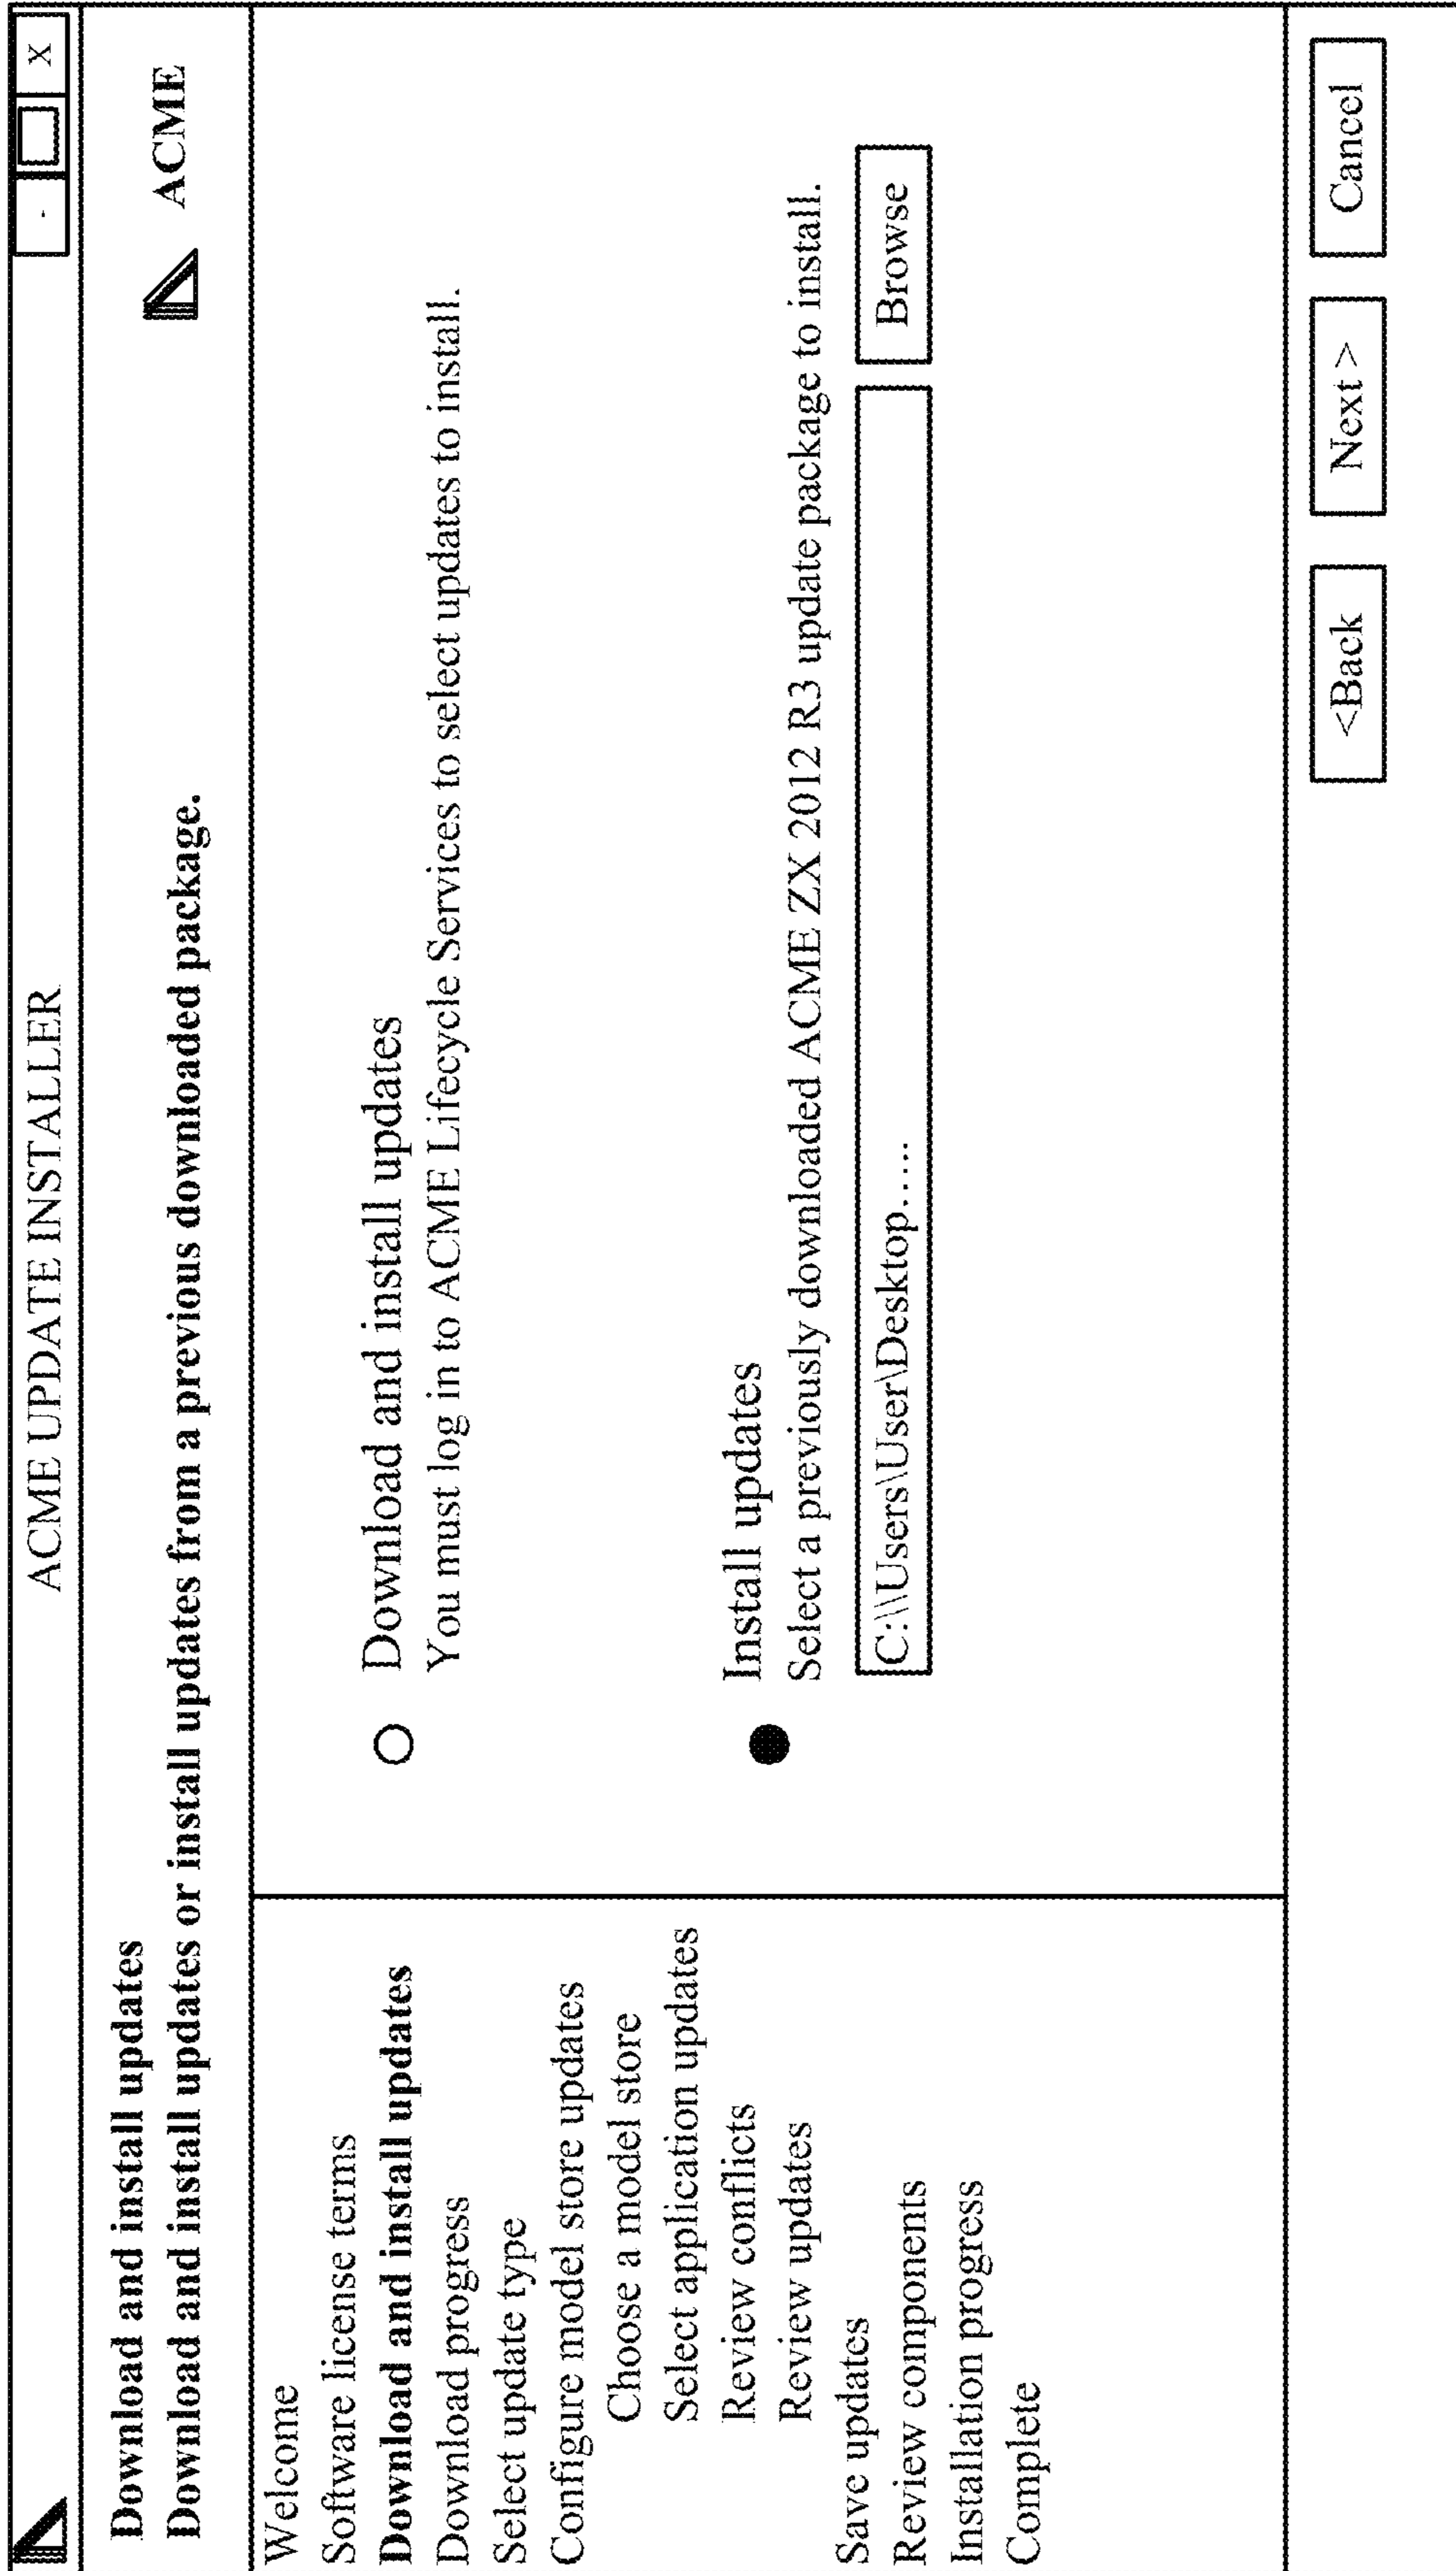 ACME UPDATE INSTALLER
- X
Download and install updates
Download and install updates or install updates from a previous downloaded package.
ACME
Welcome
Software license terms
Download and install updates
Download progress
Select update type
Configure model store updates
Choose a model store
Select application updates
Review conflicts
Review updates
Save updates
Review components
Installation progress
Complete
Download and install updates
You must log in to ACME Lifecycle Services to select updates to install.
Install updates
Select a previously downloaded ACME ZX 2012 R3 update package to install.
C:\\\Users\User\Desktop.....
Browse
<Back
Next >
Cancel